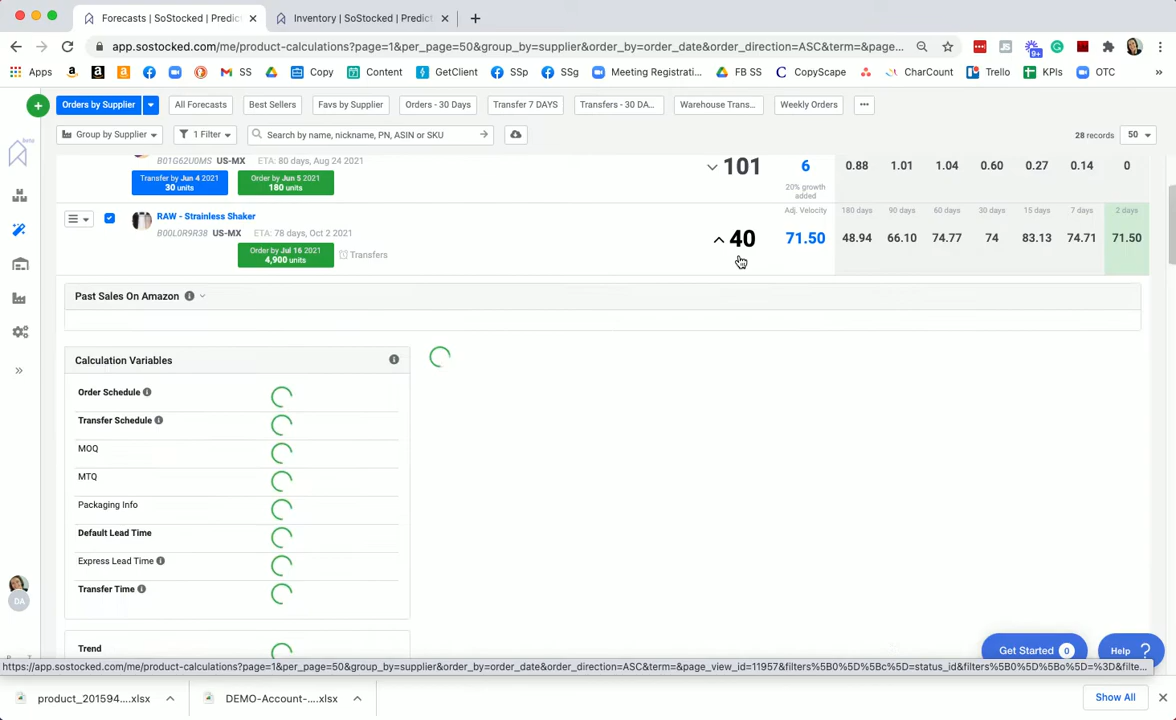 Forecasts | SoStocked | Predic
Inventory | SoStocked | Predict
app.sostocked.com/me/product-calculations?page=1&per_page=50&group_by=supplier&order_by=order_date&order_direction=ASC&term=&page...
9+
Apps
SS
Copy
Content
GetClient
SSp
SSg
Meeting Registrati...
FB SS
CopyScape
CharCount
Trello
KPIs
OTC
Orders by Supplier
All Forecasts
Best Sellers
Favs by Supplier
Orders - 30 Days
Transfer 7 DAYS
Transfers - 30 DA...
Warehouse Trans...
Weekly Orders
beta
Group by Supplier
1 Filter
Search by name, nickname, PN, ASIN or SKU
28 records
50
B01G62U0MS US-MX ETA: 80 days, Aug 24 2021
Transfer by Jun 4 2021
30 units
Order by Jun 5 2021
180 units
101
6
20% growth
added
0.88 1.01 1.04 0.60 0.27 0.14 0
RAW - Strainless Shaker
B00L0R9R38 US-MX ETA: 78 days, Oct 2 2021
Order by Jul 16 2021
4,900 units
Transfers
40
Adj. Velocity
71.50
180 days 90 days 60 days 30 days 15 days 7 days 2 days
48.94 66.10 74.77 74 83.13 74.71 71.50
Past Sales On Amazon
Calculation Variables
Order Schedule
Transfer Schedule
MOQ
MTQ
Packaging Info
Default Lead Time
Express Lead Time
Transfer Time
Trend
DA
Get Started 0
Help
https://app.sostocked.com/me/product-calculations?page=1&per_page=50&group_by=supplier&order_by=order_date&order_direction=ASC&term=&page_view_id=11957&filters%5B0%5D%5Bc%5D=status_id&filters%5B0%5D%5Bo%5D=%3D&filte...
product_201594....xlsx
DEMO-Account-....xlsx
Show All